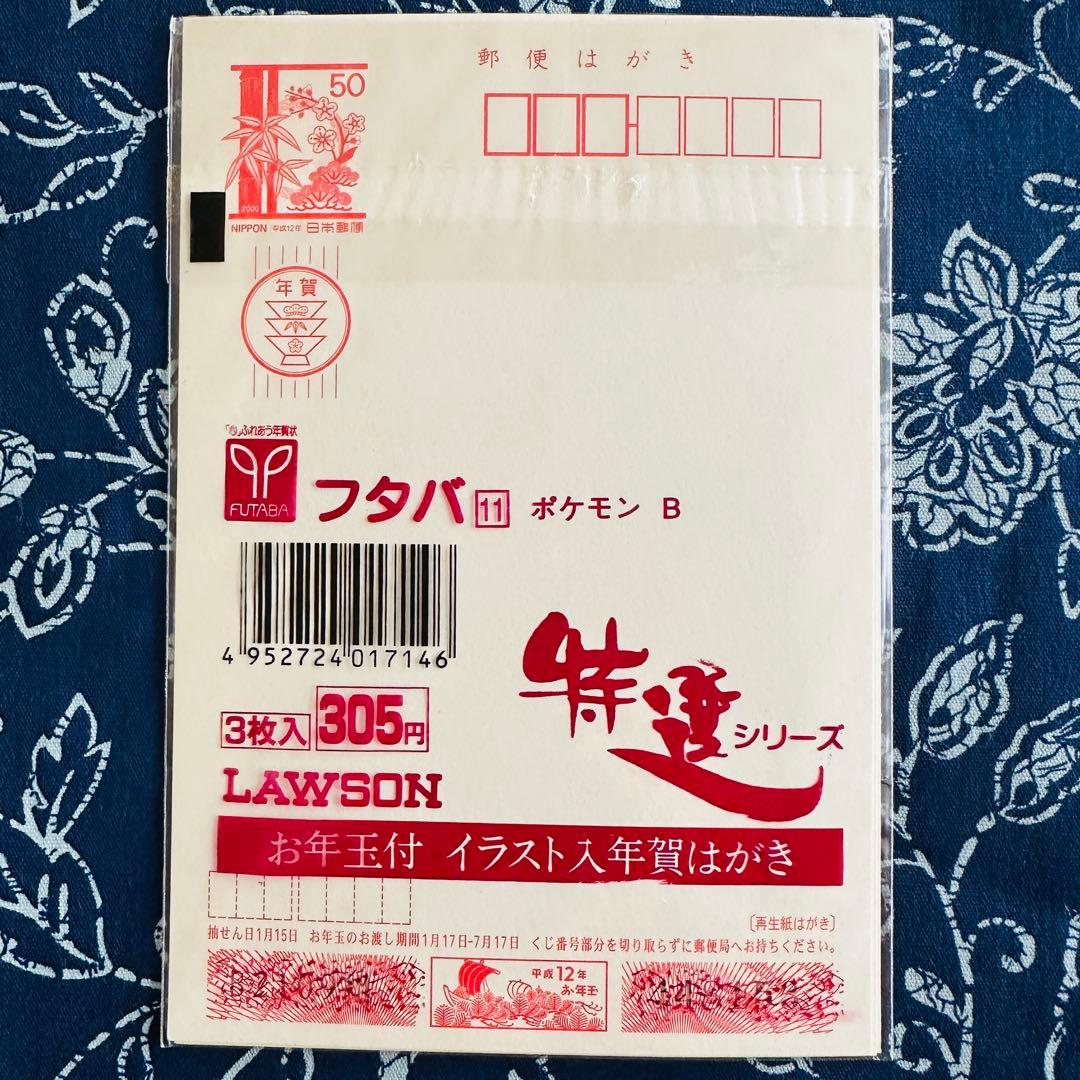 郵便はがき
50
2000
NIPPON 平成12年 日本郵便
年賀
「心」ふれあう年賀状
FUTABA
フタバ 11 ポケモン B
4 952724 017146
特選シリーズ
3枚入 305円
LAWSON
お年玉付 イラスト入年賀はがき
〔再生紙はがき〕
抽せん日1月15日 お年玉のお渡し期間1月17日-7月17日 くじ番号部分を切り取らずに郵便局へお持ちください。
平成12年
お年玉